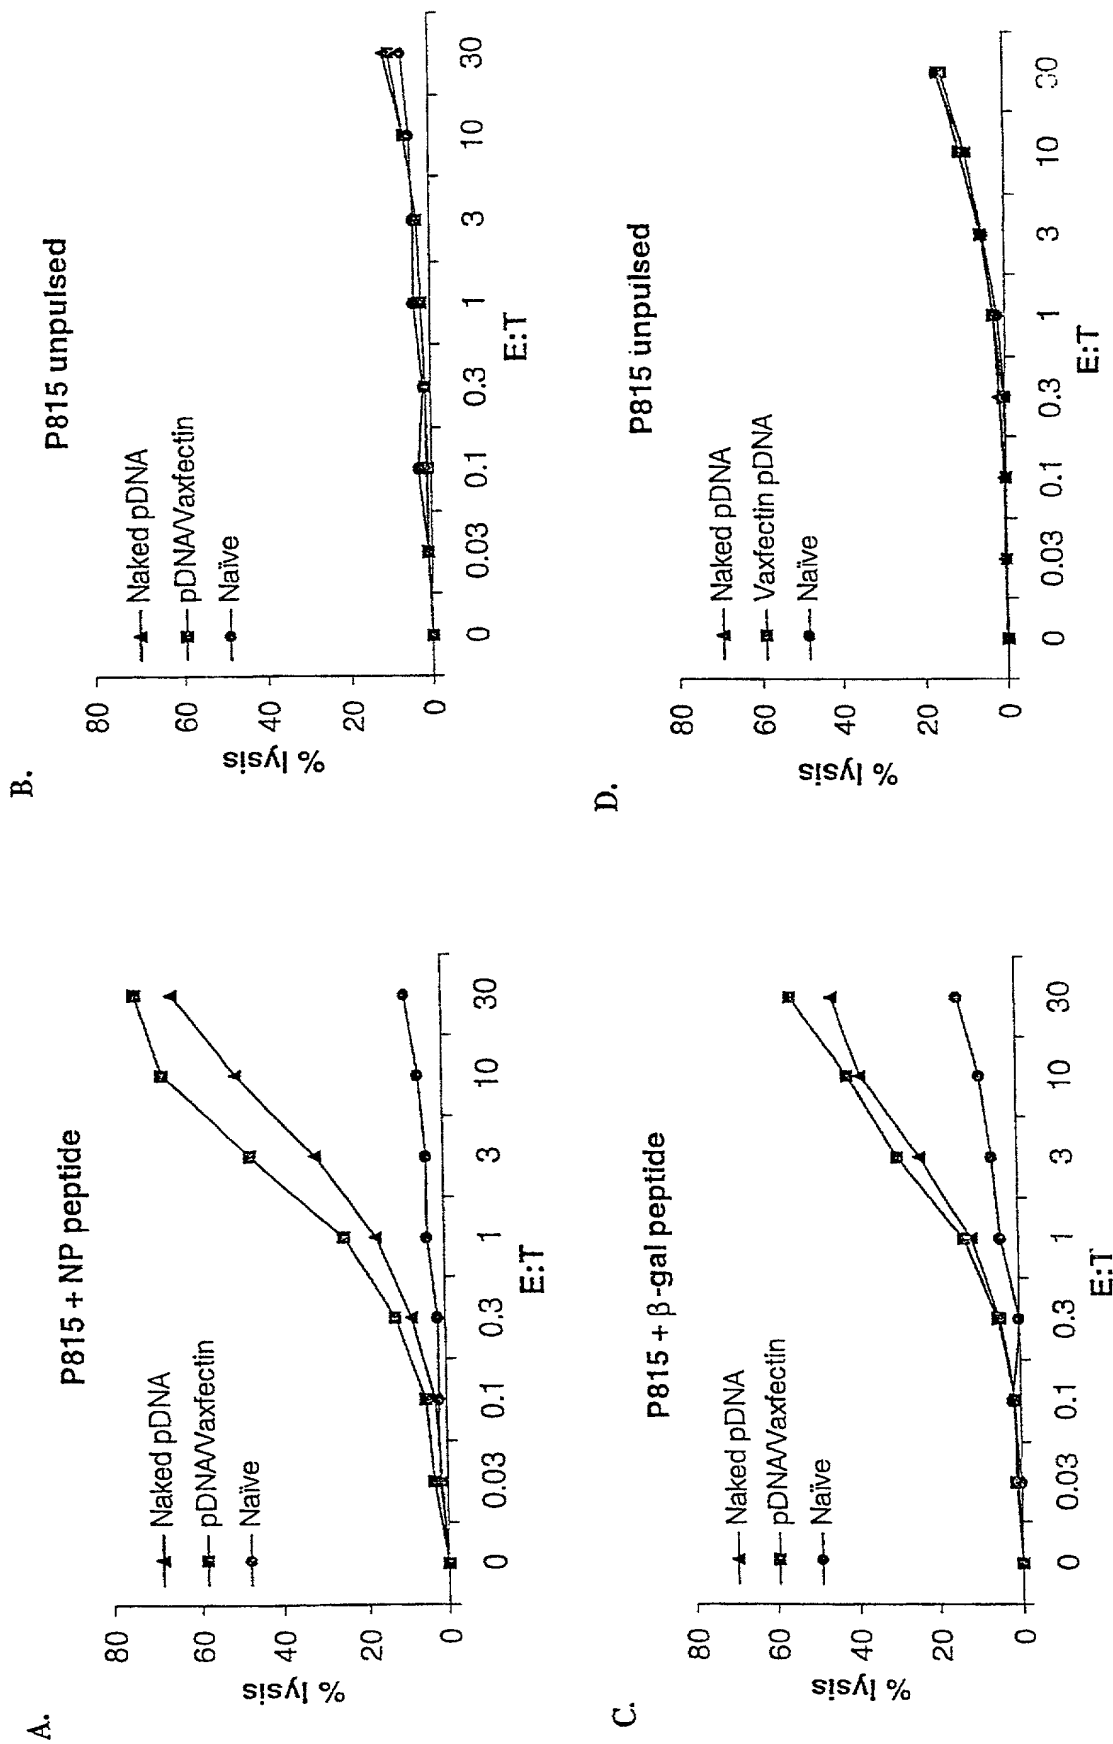 A.
P815 + NP peptide
Naked pDNA
pDNA/Vaxfectin
Naïve
% lysis
80
60
40
20
0
0 0.03 0.1 0.3 1 3 10 30
E:T
B.
P815 unpulsed
Naked pDNA
pDNA/Vaxfectin
Naïve
% lysis
80
60
40
20
0
0 0.03 0.1 0.3 1 3 10 30
E:T
C.
P815 + β-gal peptide
Naked pDNA
pDNA/Vaxfectin
Naïve
% lysis
80
60
40
20
0
0 0.03 0.1 0.3 1 3 10 30
E:T
D.
P815 unpulsed
Naked pDNA
Vaxfectin pDNA
Naïve
% lysis
80
60
40
20
0
0 0.03 0.1 0.3 1 3 10 30
E:T